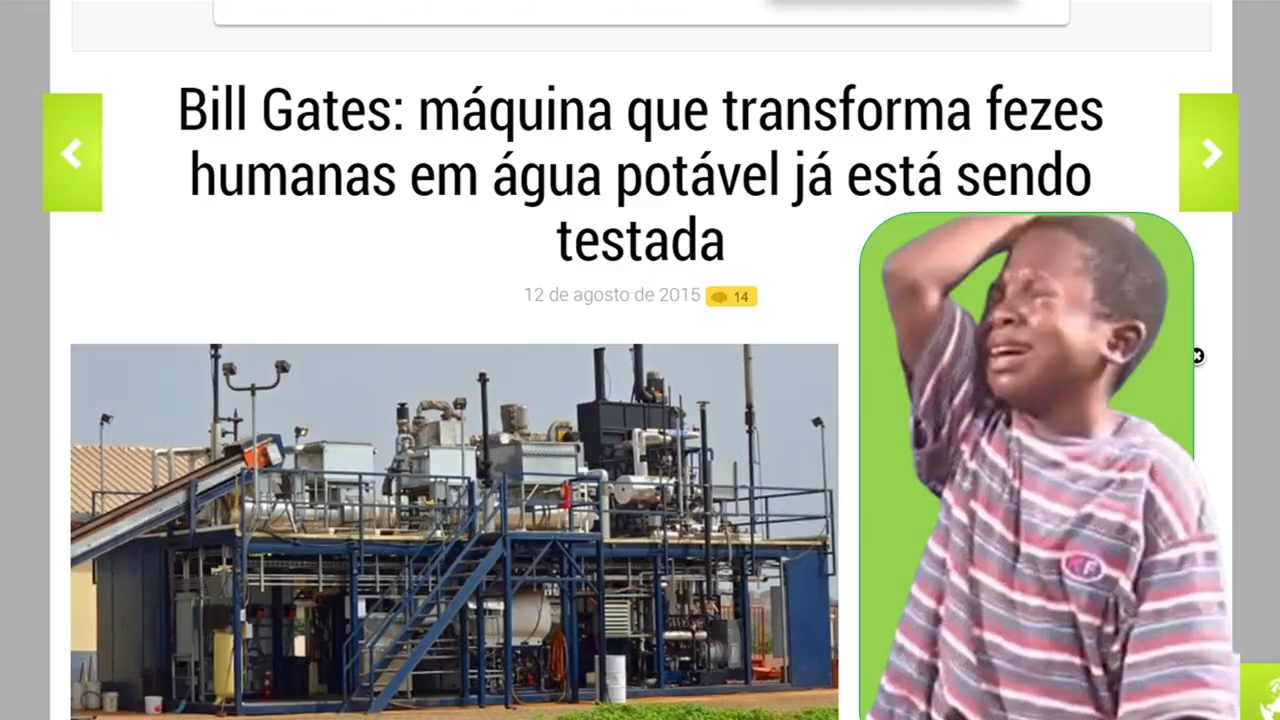 Bill Gates: máquina que transforma fezes
humanas em água potável já está sendo
testada
12 de agosto de 2015 14